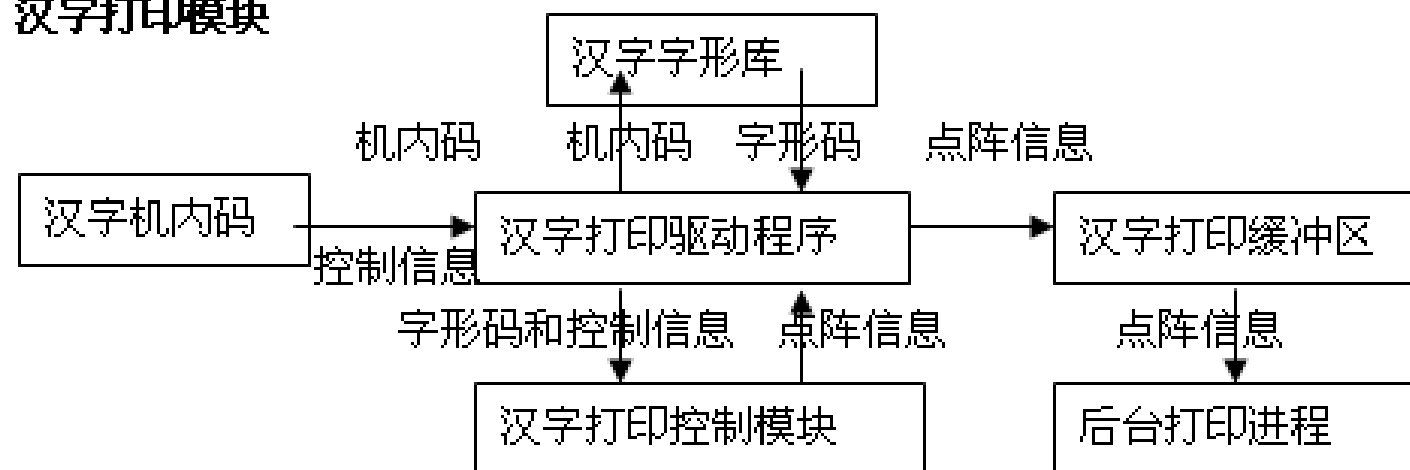 汉字打印模块
汉字字形库
机内码 机内码 字形码 点阵信息
汉字机内码
汉字打印驱动程序
汉字打印缓冲区
控制信息
字形码和控制信息 点阵信息 点阵信息
汉字打印控制模块
后台打印进程